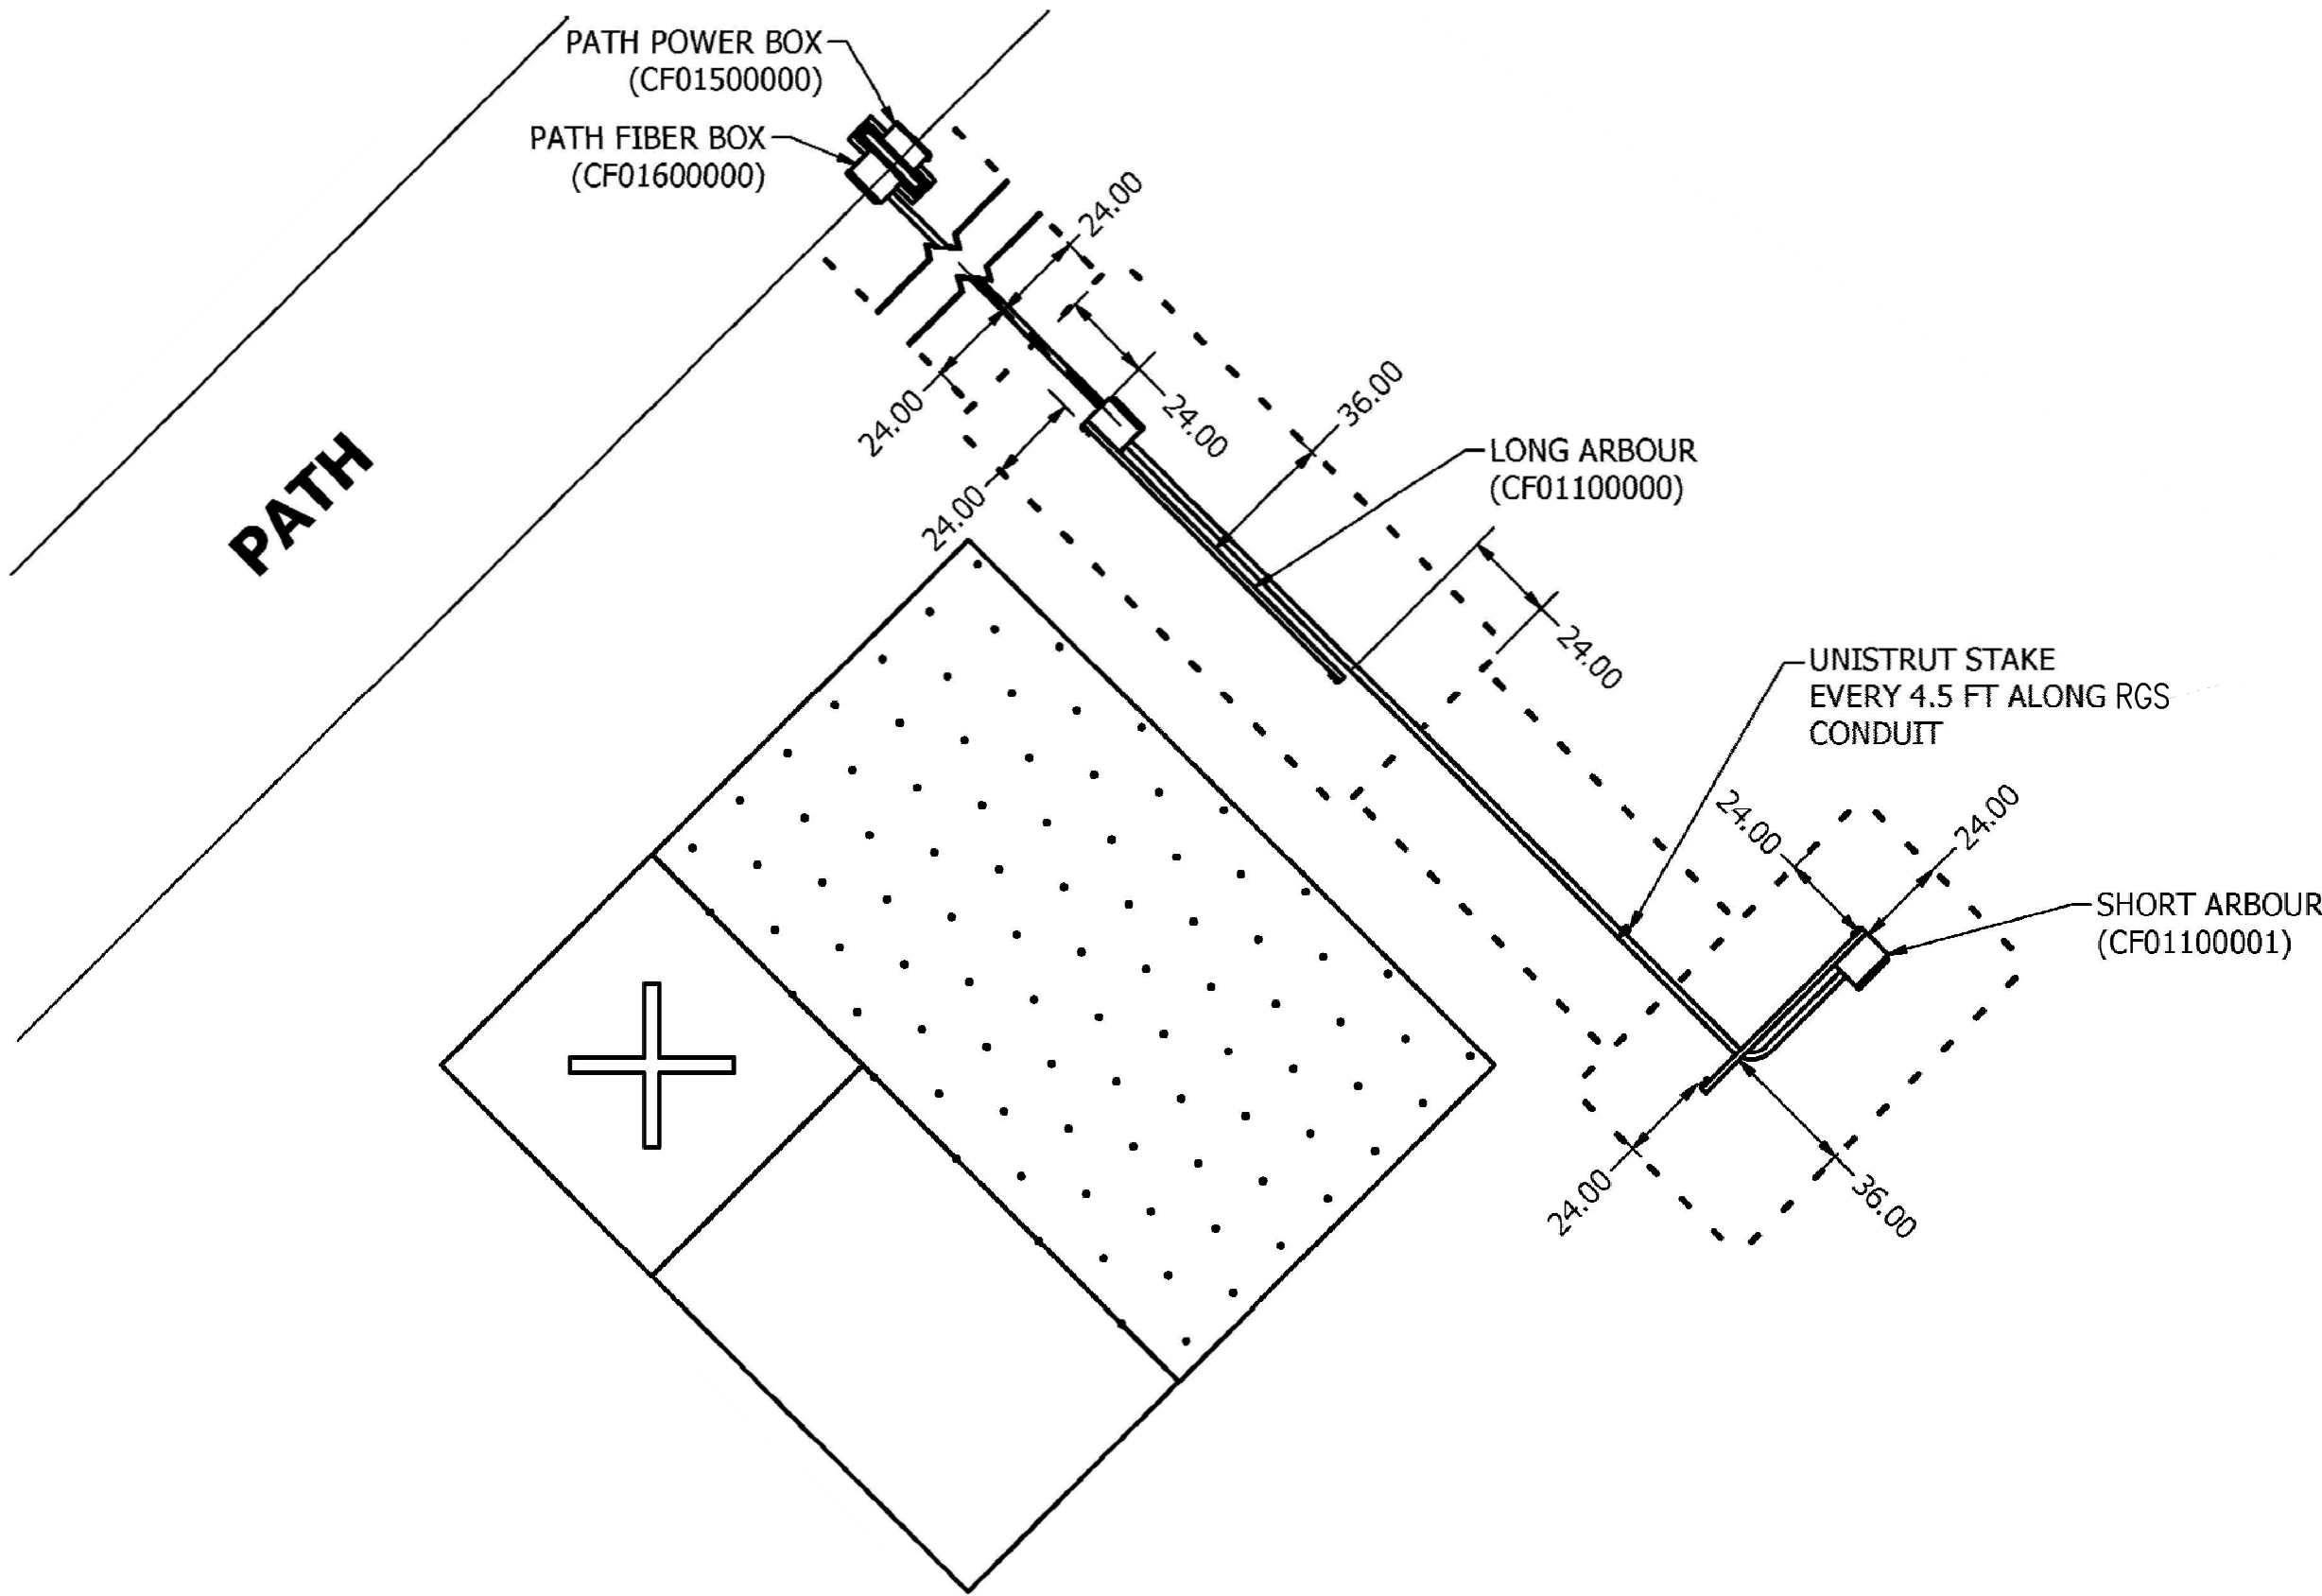 PATH POWER BOX
(CF01500000)
PATH FIBER BOX
(CF01600000)
24.00
24.00
24.00
24.00
36.00
PATH
LONG ARBOUR
(CF01100000)
24.00
UNISTRUT STAKE
EVERY 4.5 FT ALONG RGS
CONDUIT
24.00
24.00
SHORT ARBOUR
(CF01100001)
24.00
36.00